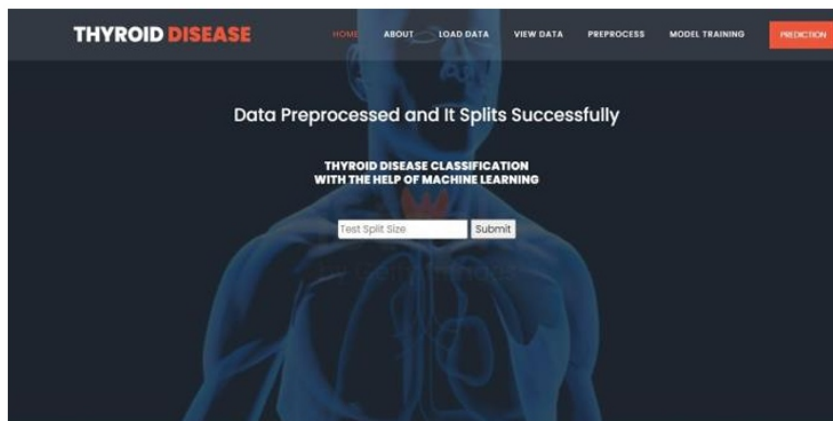 THYROID DISEASE
HOME ABOUT LOAD DATA VIEW DATA PREPROCESS MODEL TRAINING PREDICTION
Data Preprocessed and It Splits Successfully
THYROID DISEASE CLASSIFICATION
WITH THE HELP OF MACHINE LEARNING
Test Split Size Submit